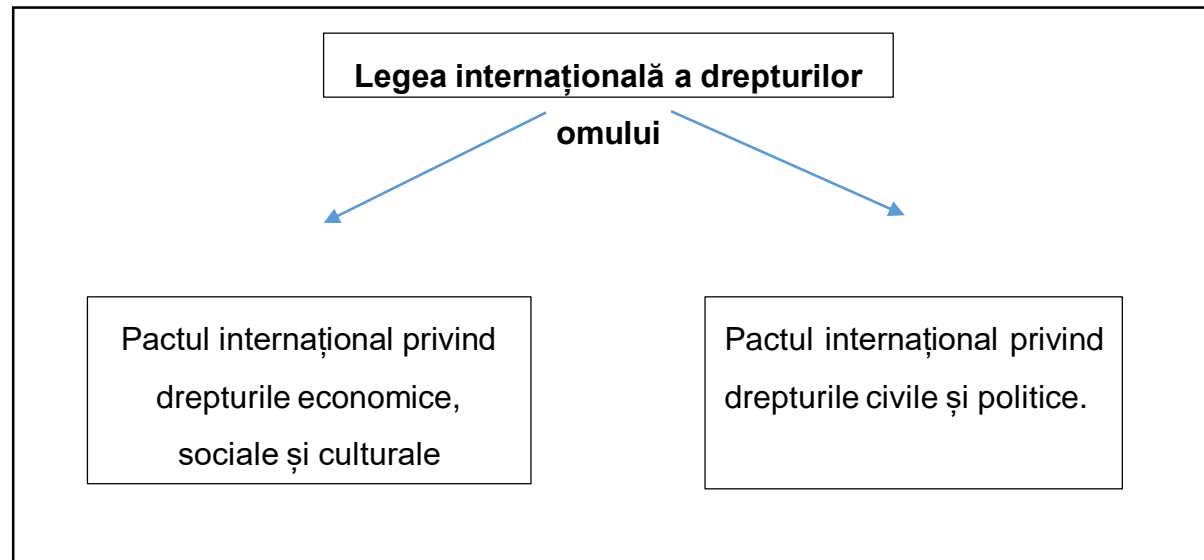 Legea internațională a drepturilor
omului
Pactul internațional privind
drepturile economice,
sociale și culturale
Pactul internațional privind
drepturile civile și politice.